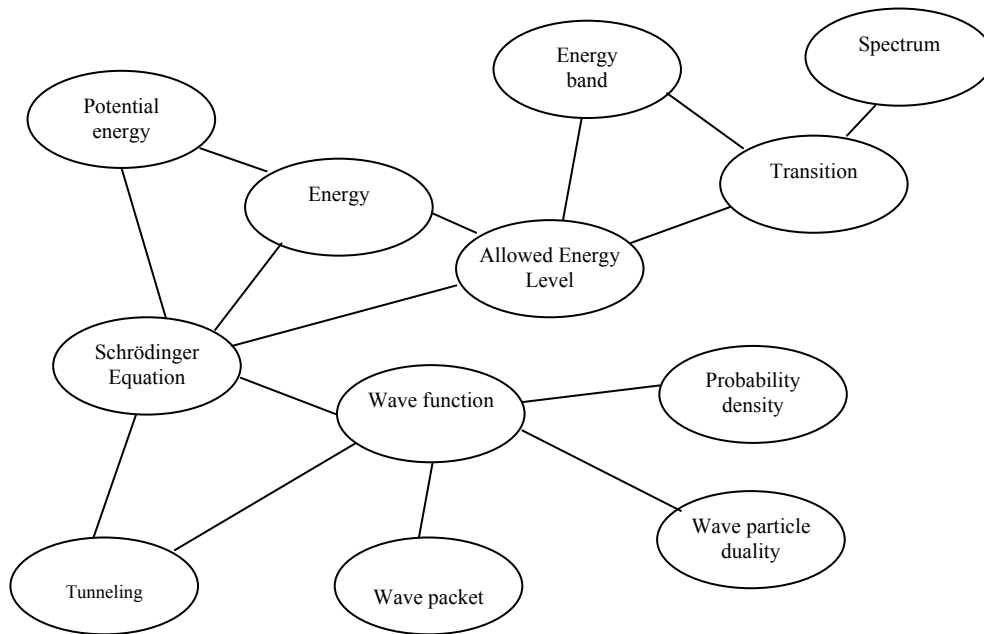 Spectrum
Energy
band
Potential
energy
Transition
Energy
Allowed Energy
Level
Schrödinger
Equation
Probability
density
Wave function
Wave particle
duality
Tunneling
Wave packet